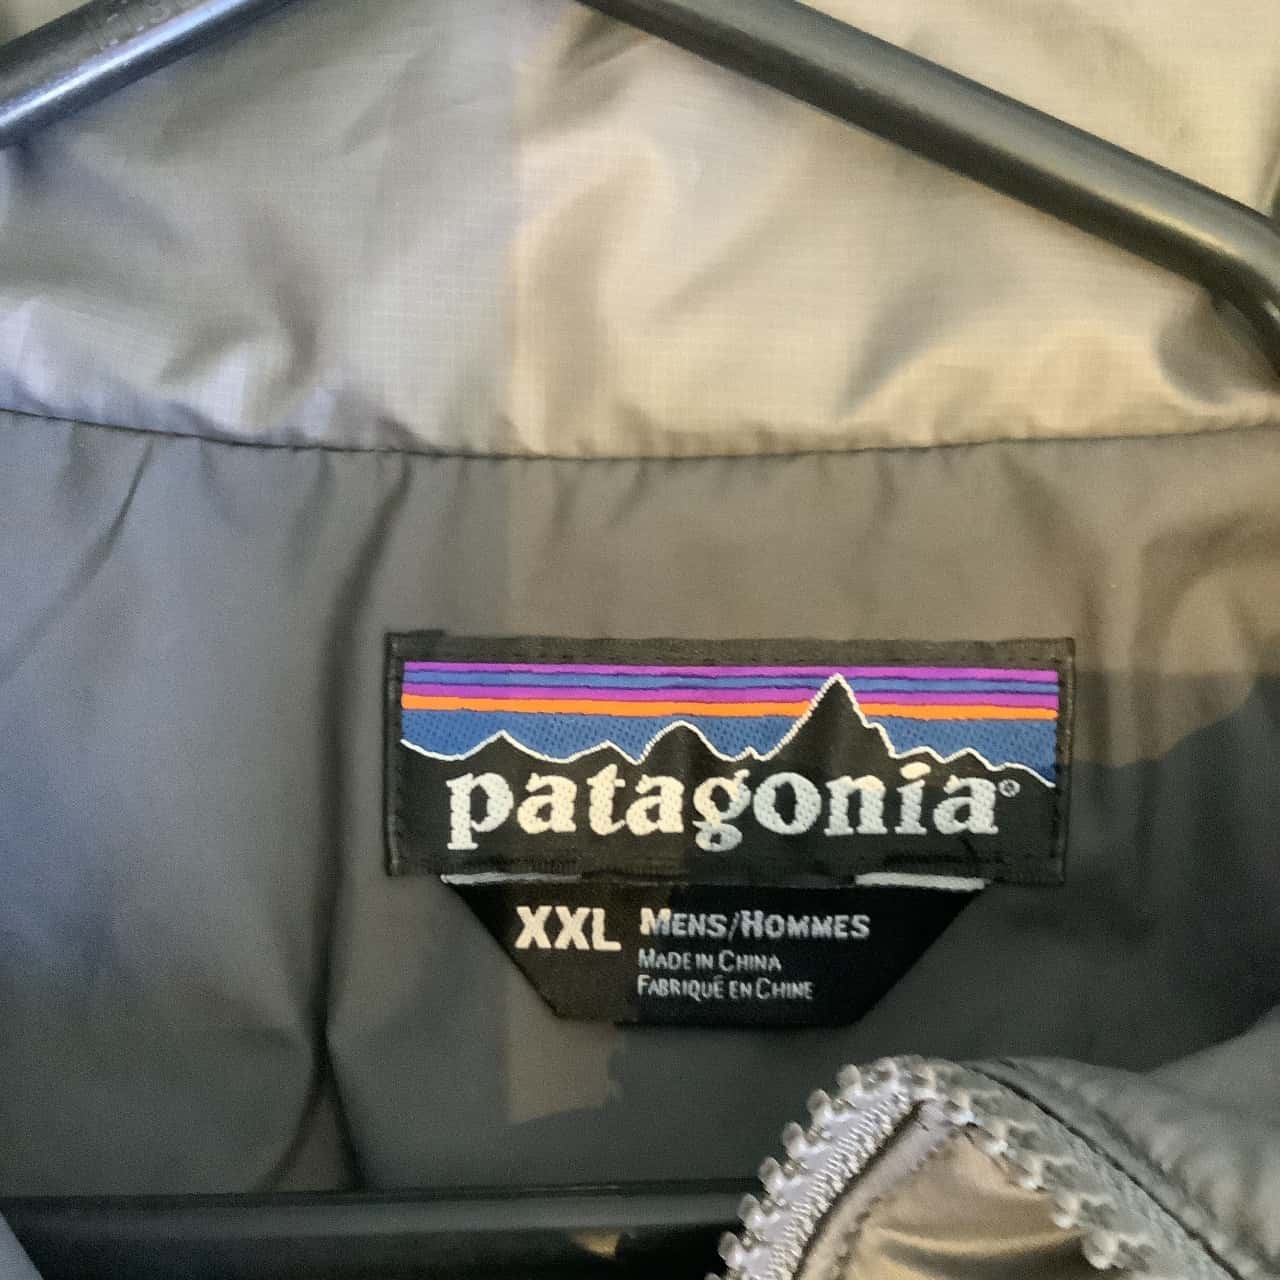 patagonia®
XXL MENS/HOMMES
MADE IN CHINA
FABRIQUÉ EN CHINE